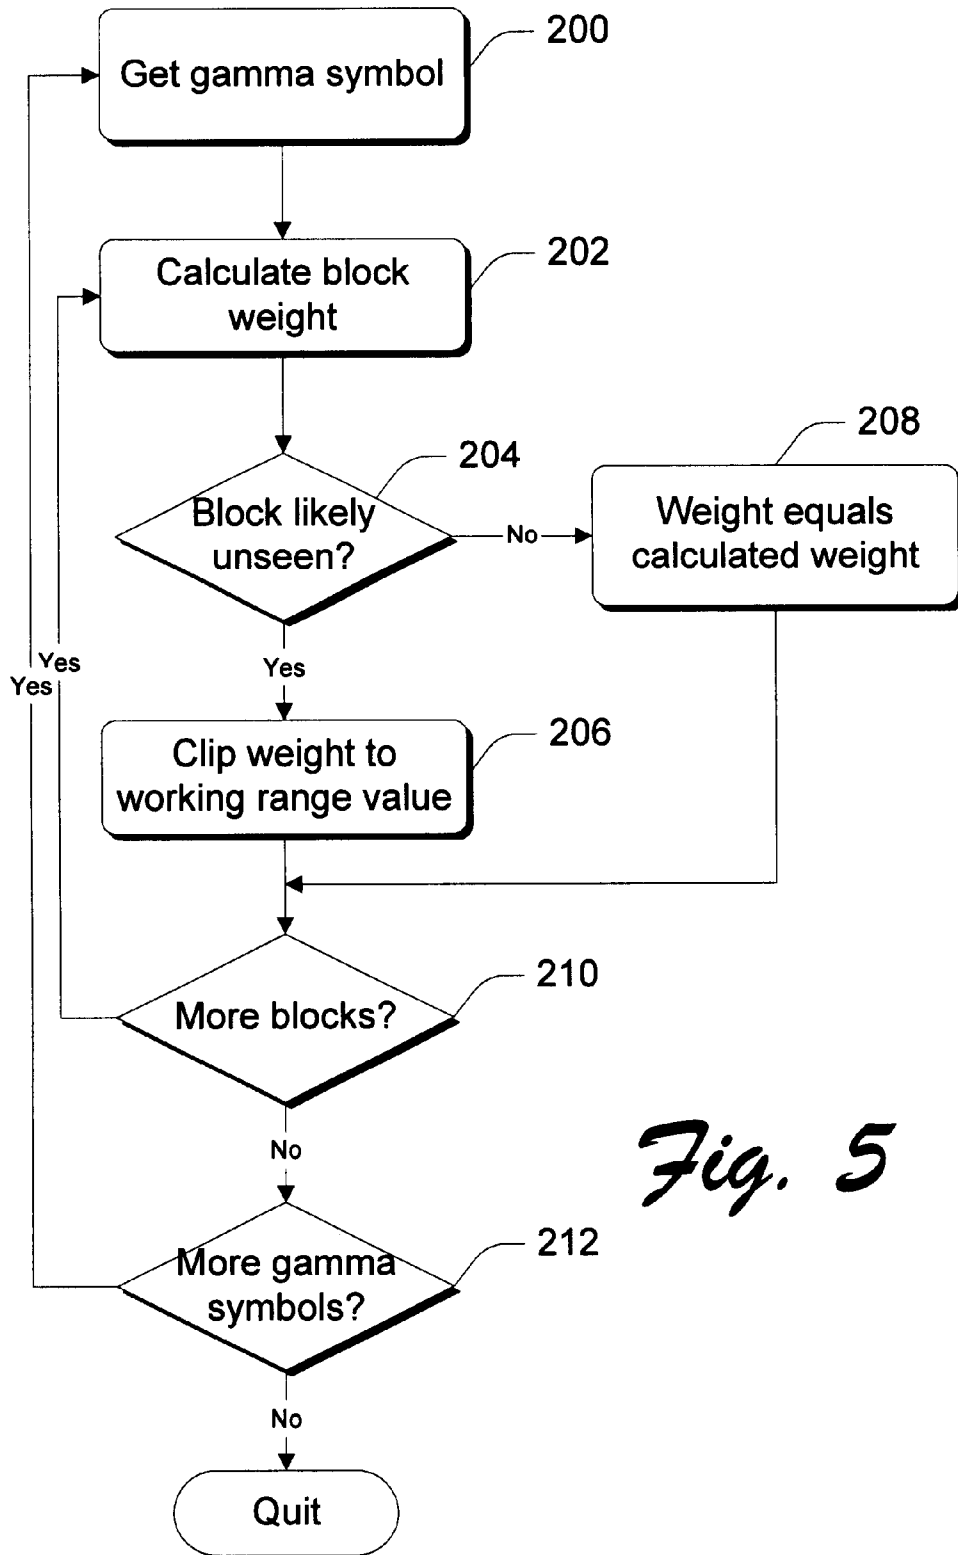 200
Get gamma symbol
202
Calculate block
weight
204
Block likely
unseen?
No
208
Weight equals
calculated weight
Yes
Yes
Yes
206
Clip weight to
working range value
210
More blocks?
No
Fig. 5
212
More gamma
symbols?
No
Quit